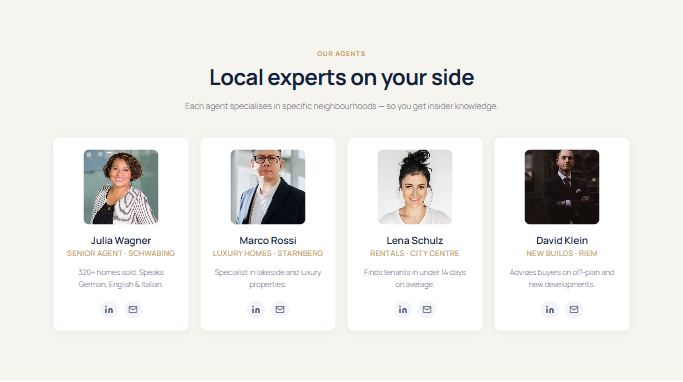 OUR AGENTS
Local experts on your side
Each agent specialises in specific neighbourhoods — so you get insider knowledge.
Julia Wagner
SENIOR AGENT · SCHWABING
320+ homes sold. Speaks
German, English & Italian.
in
Marco Rossi
LUXURY HOMES · STARNBERG
Specialist in lakeside and luxury
properties.
in
Lena Schulz
RENTALS · CITY CENTRE
Finds tenants in under 14 days
on average.
in
David Klein
NEW BUILDS · RIEM
Advises buyers on off-plan and
new developments.
in